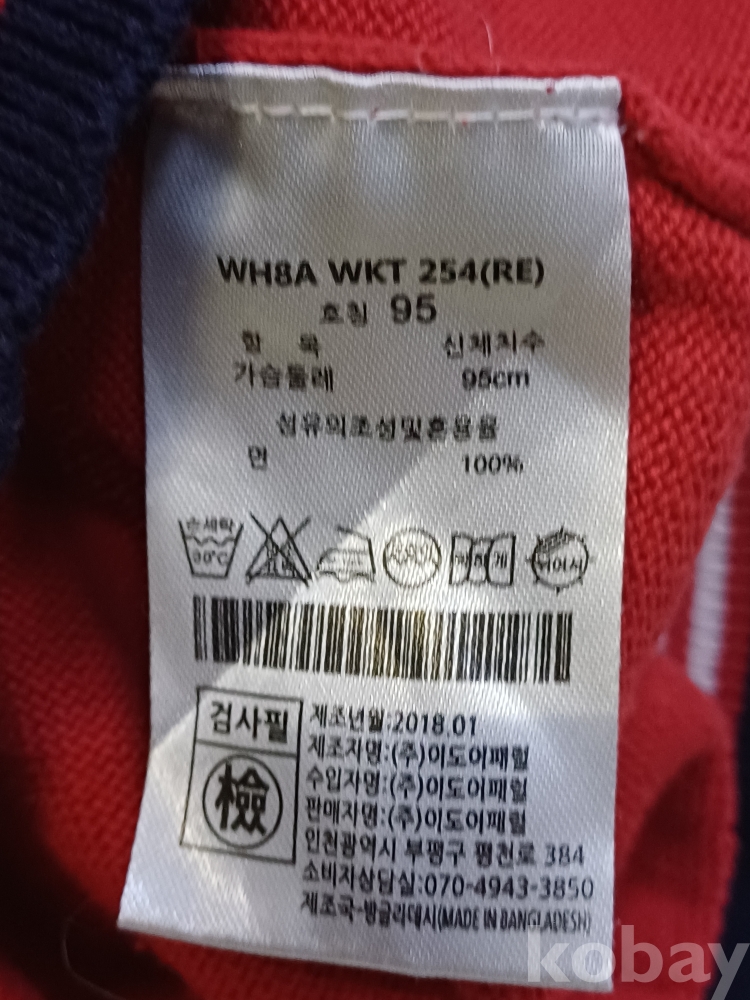 WH8A WKT 254(RE)
호칭 95
항 목 신체치수
가슴둘레 95cm
섬유의조성및혼용율
면 100%
손세탁
30℃
검사필
檢
제조년월:2018.01
제조자명:(주)이도어패럴
수입자명:(주)이도어패럴
판매자명:(주)이도어패럴
인천광역시 부평구 평천로 384
소비자상담실:070-4943-3850
제조국-방글라데시(MADE IN BANGLADESH)
kobay